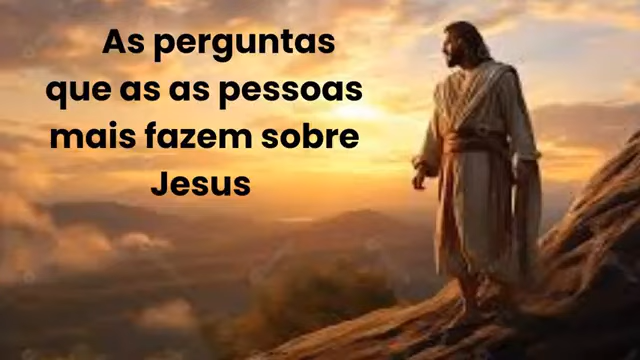 As perguntas
que as as pessoas
mais fazem sobre
Jesus